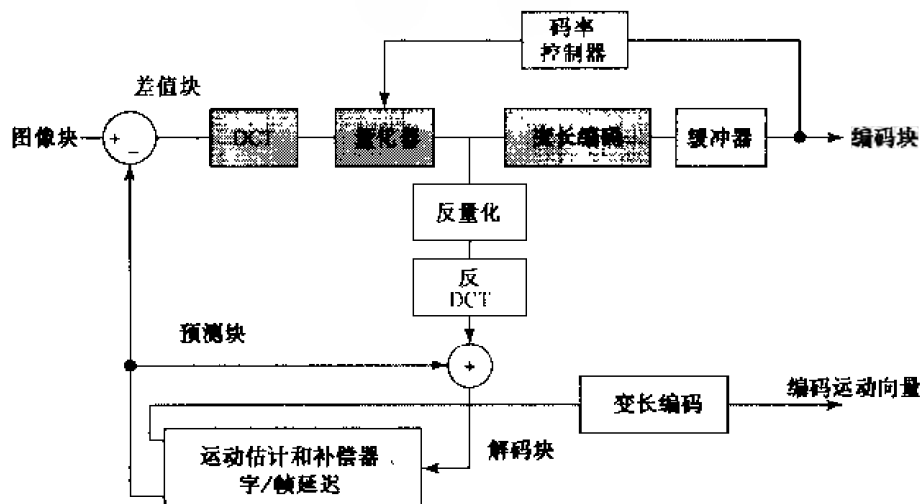 码率
控制器
差值块
图像块
+
−
DCT
量化器
变长编码
缓冲器
编码块
反量化
反
DCT
预测块
+
变长编码
编码运动向量
运动估计和补偿器
字/帧延迟
解码块